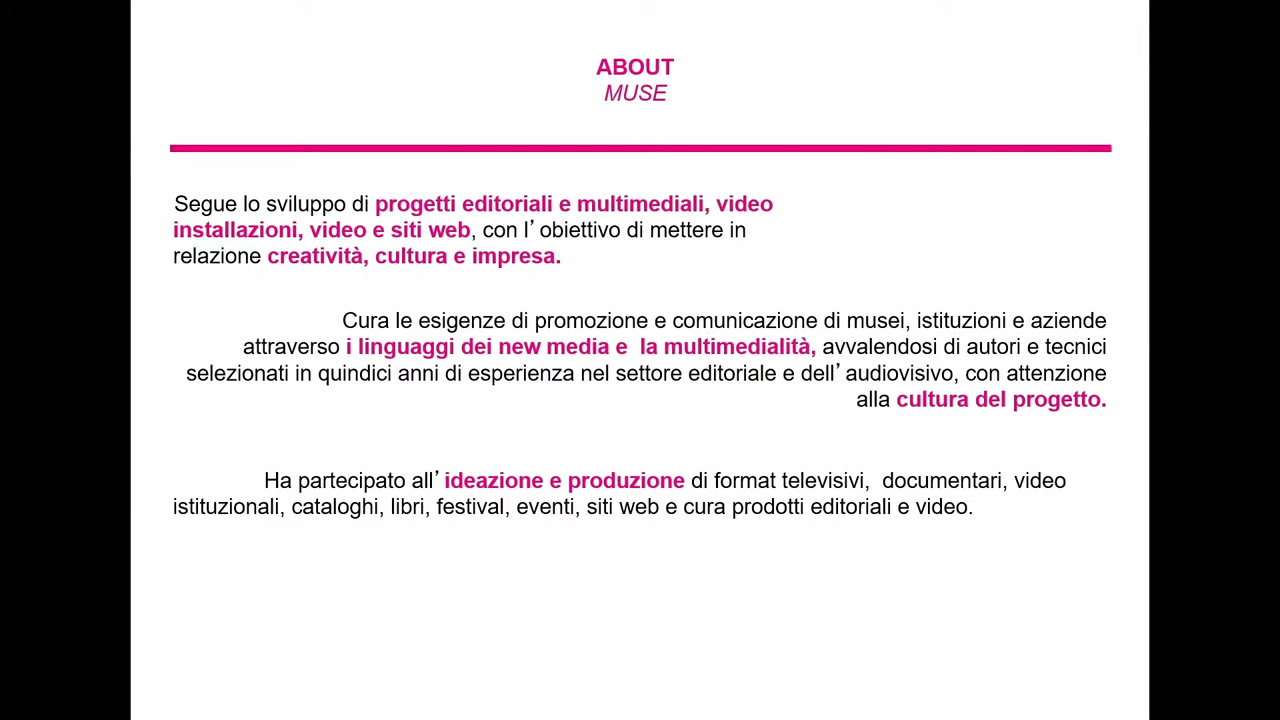 ABOUT
MUSE
Segue lo sviluppo di progetti editoriali e multimediali, video
installazioni, video e siti web, con l’obiettivo di mettere in
relazione creatività, cultura e impresa.
Cura le esigenze di promozione e comunicazione di musei, istituzioni e aziende
attraverso i linguaggi dei new media e  la multimedialità, avvalendosi di autori e tecnici
selezionati in quindici anni di esperienza nel settore editoriale e dell’audiovisivo, con attenzione
alla cultura del progetto.
Ha partecipato all’ideazione e produzione di format televisivi,  documentari, video
istituzionali, cataloghi, libri, festival, eventi, siti web e cura prodotti editoriali e video.